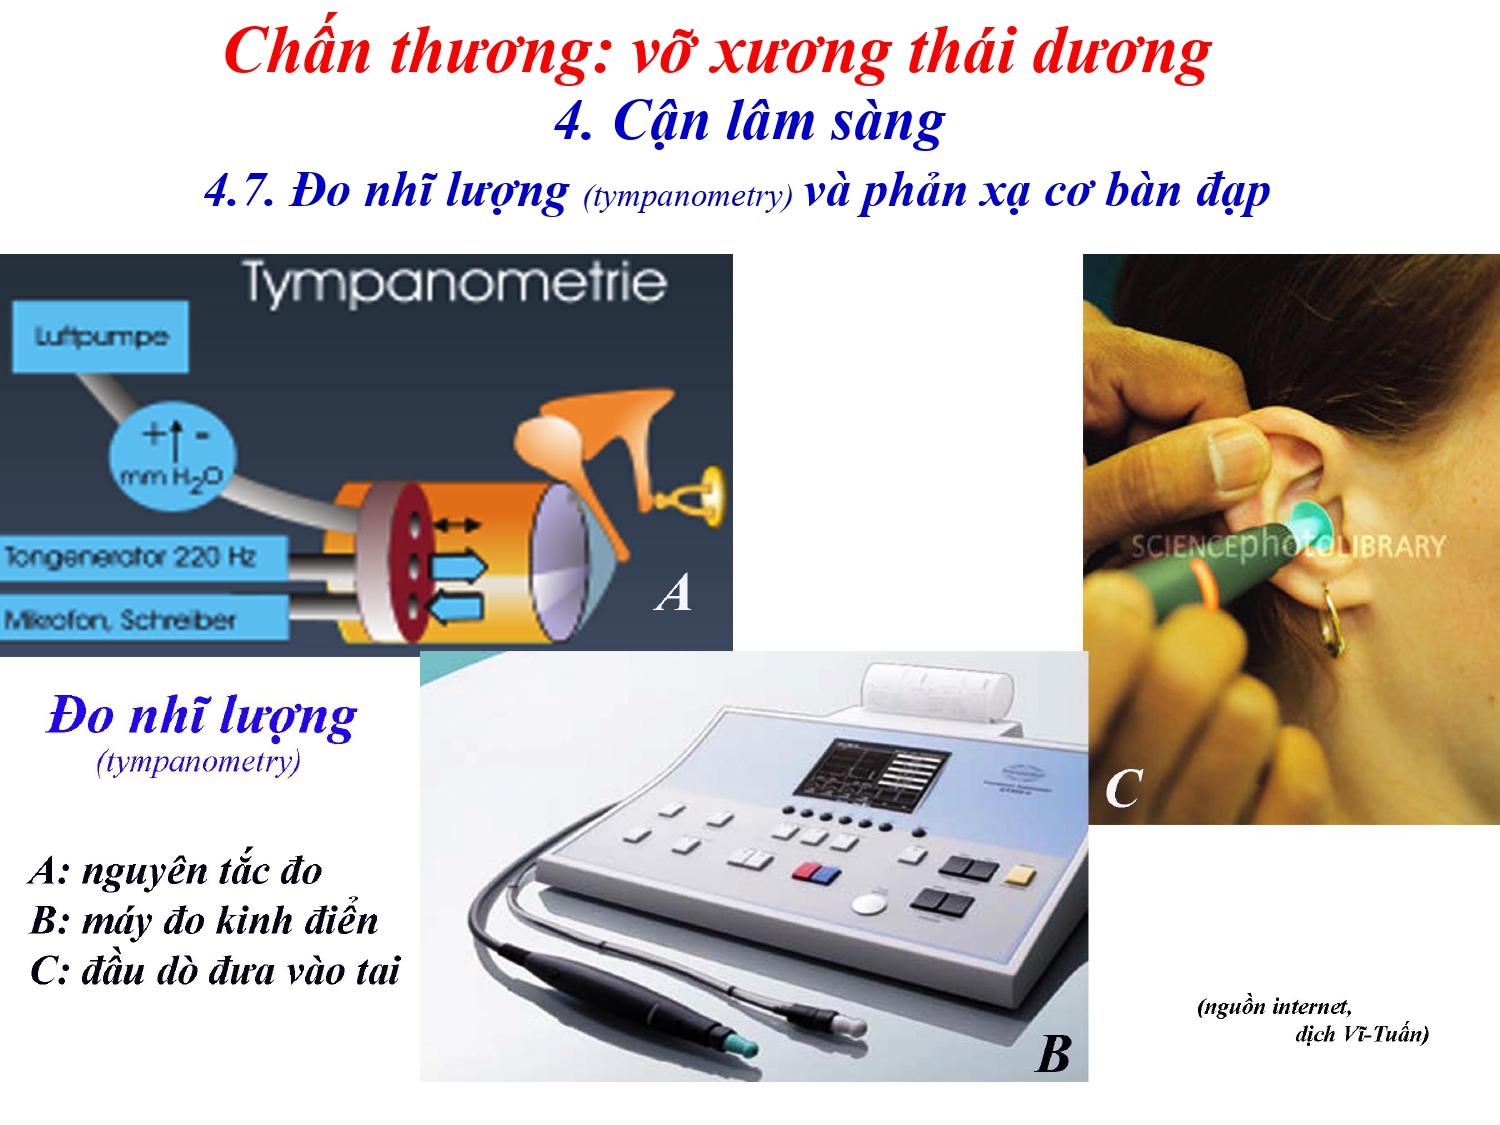 Chấn thương: vỡ xương thái dương
4. Cận lâm sàng
4.7. Đo nhĩ lượng (tympanometry) và phản xạ cơ bàn đạp
Tympanometrie
Luftpumpe
+ -
mm H2O
Tongenerator 220 Hz
Mikrofon, Schreiber
A
SCIENCEphotoLIBRARY
C
Đo nhĩ lượng
(tympanometry)
A: nguyên tắc đo
B: máy đo kinh điển
C: đầu dò đưa vào tai
B
(nguồn internet,
dịch Vĩ-Tuấn)